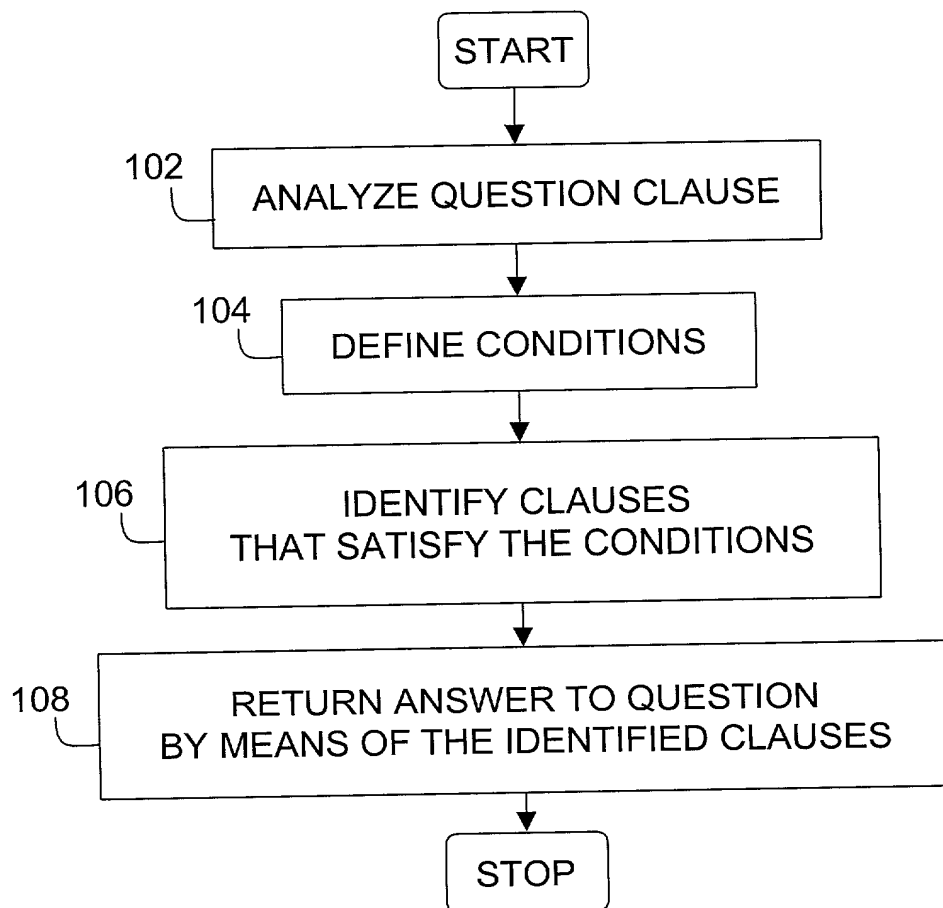 START
102
ANALYZE QUESTION CLAUSE
104
DEFINE CONDITIONS
106
IDENTIFY CLAUSES
THAT SATISFY THE CONDITIONS
108
RETURN ANSWER TO QUESTION
BY MEANS OF THE IDENTIFIED CLAUSES
STOP